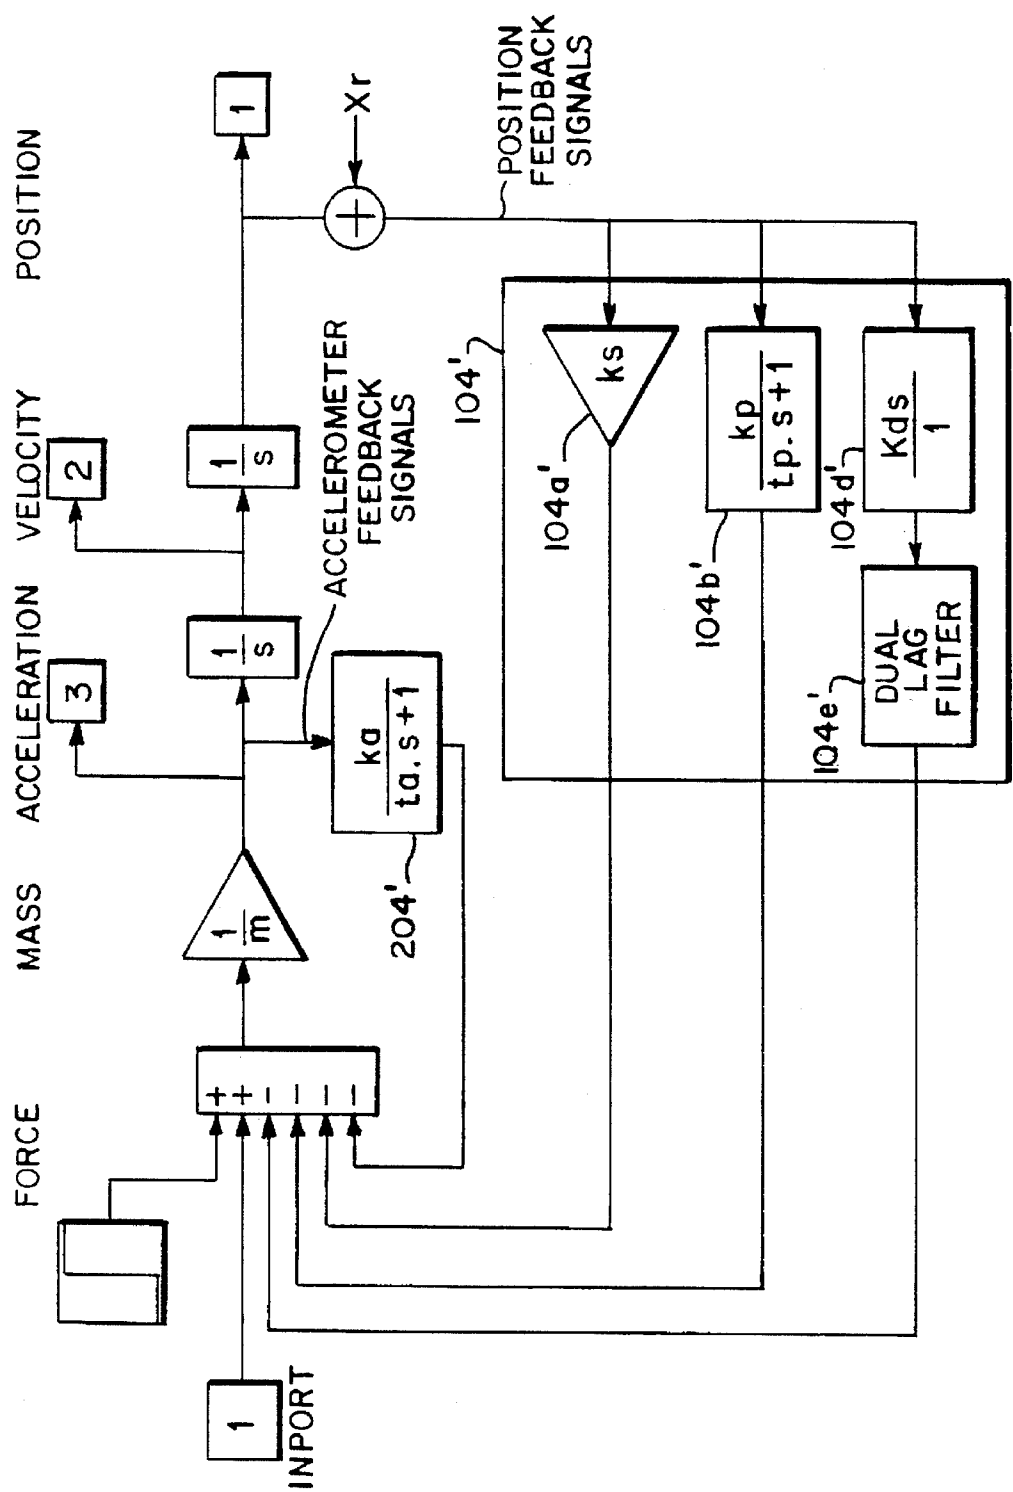 FORCE
MASS
ACCELERATION
VELOCITY
POSITION
3
2
1
INPORT
+
+
-
-
-
-
1
m
1
s
1
s
1
Xr
+
ka
ta.s+1
204'
ACCELEROMETER
FEEDBACK
SIGNALS
POSITION
FEEDBACK
SIGNALS
104'
104a'
ks
104b'
kp
tp.s+1
104d'
Kds
1
104e'
DUAL
LAG
FILTER